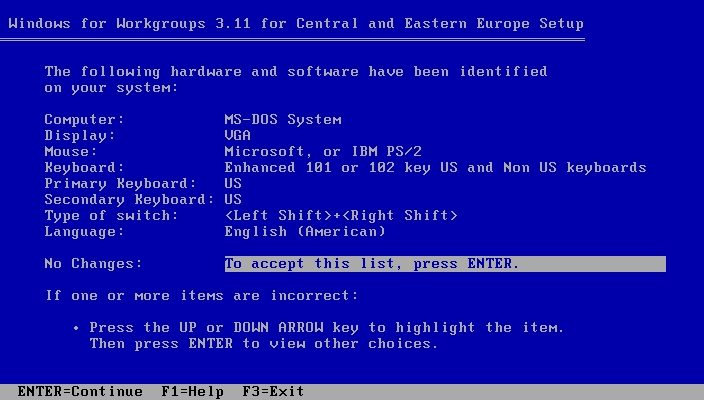 Windows for Workgroups 3.11 for Central and Eastern Europe Setup
The following hardware and software have been identified
on your system:
Computer: MS-DOS System
Display: VGA
Mouse: Microsoft, or IBM PS/2
Keyboard: Enhanced 101 or 102 key US and Non US keyboards
Primary Keyboard: US
Secondary Keyboard: US
Type of switch: <Left Shift>+<Right Shift>
Language: English (American)
No Changes: To accept this list, press ENTER.
If one or more items are incorrect:
• Press the UP or DOWN ARROW key to highlight the item.
Then press ENTER to view other choices.
ENTER=Continue F1=Help F3=Exit